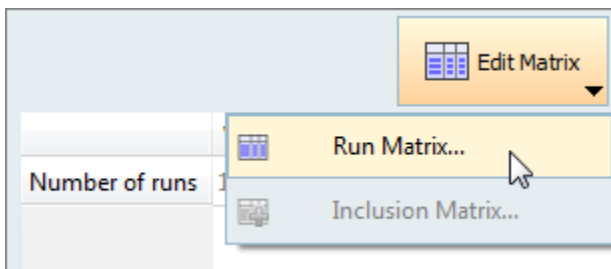 Edit Matrix
Run Matrix...
Number of runs
Inclusion Matrix...